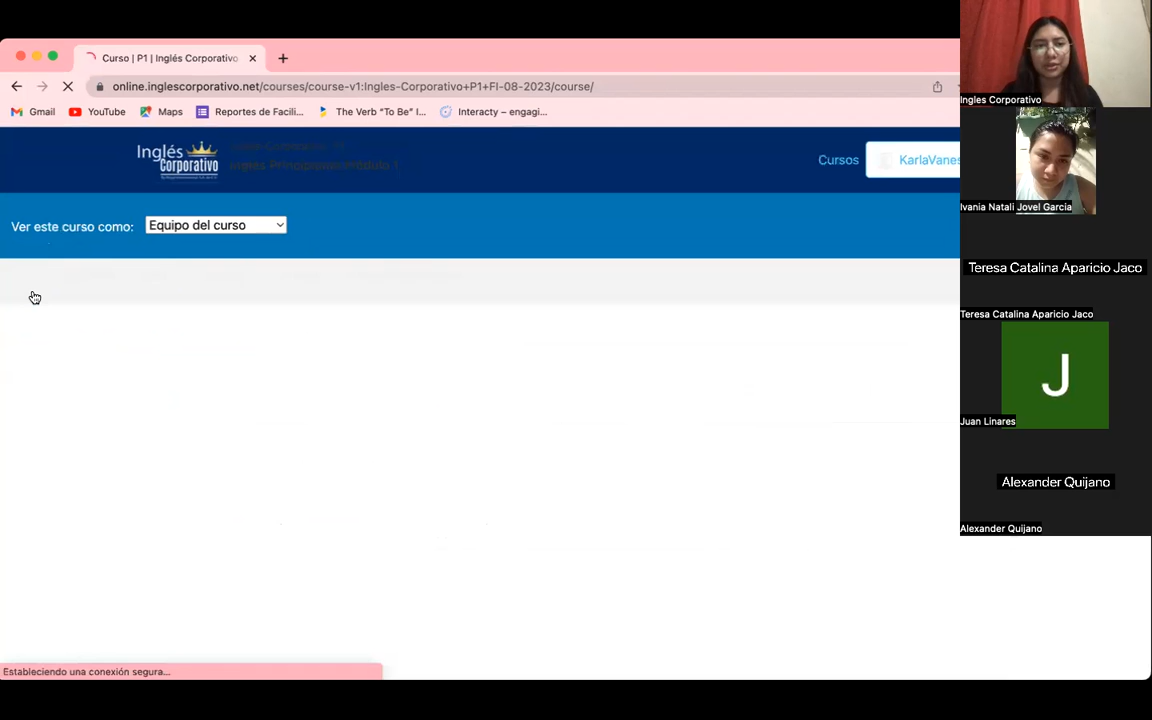 Curso | P1 | Inglés Corporativo
online.inglescorporativo.net/courses/course-v1:Ingles-Corporativo+P1+FI-08-2023/course/
Gmail
YouTube
Maps
Reportes de Facili...
The Verb “To Be” I...
Interacty – engagi...
Inglés
Corporativo
Cursos
KarlaVanes
Ver este curso como:
Equipo del curso
Estableciendo una conexión segura...
Ingles Corporativo
Ivania Natali Jovel Garcia
Teresa Catalina Aparicio Jaco
Teresa Catalina Aparicio Jaco
J
Juan Linares
Alexander Quijano
Alexander Quijano